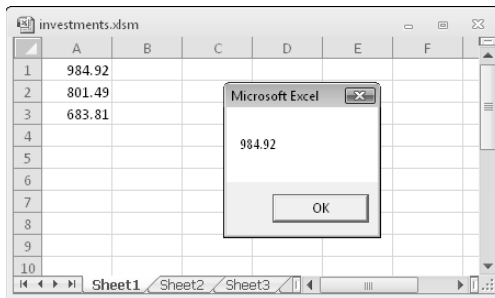 investments.xlsm
A B C D E F
1 984.92
2 801.49
3 683.81
4
5
6
7
8
9
10
Microsoft Excel
984.92
OK
Sheet1 Sheet2 Sheet3